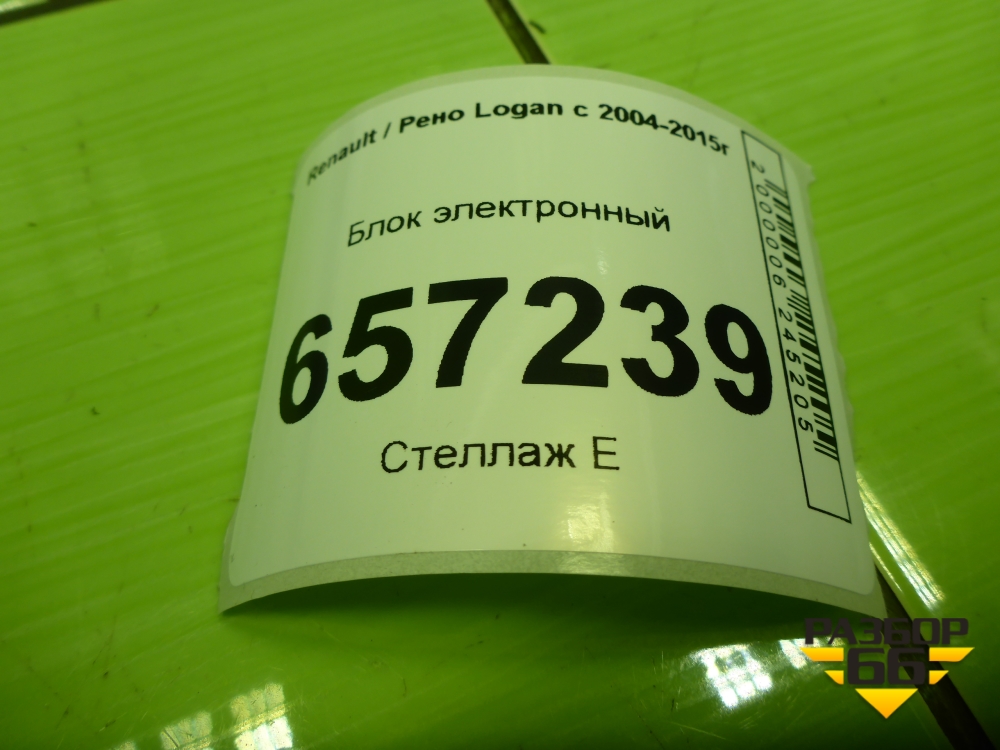 Renault / Рено Logan с 2004-2015г
Блок электронный
657239
Стеллаж Е
2000006245205
РАЗБОР
66